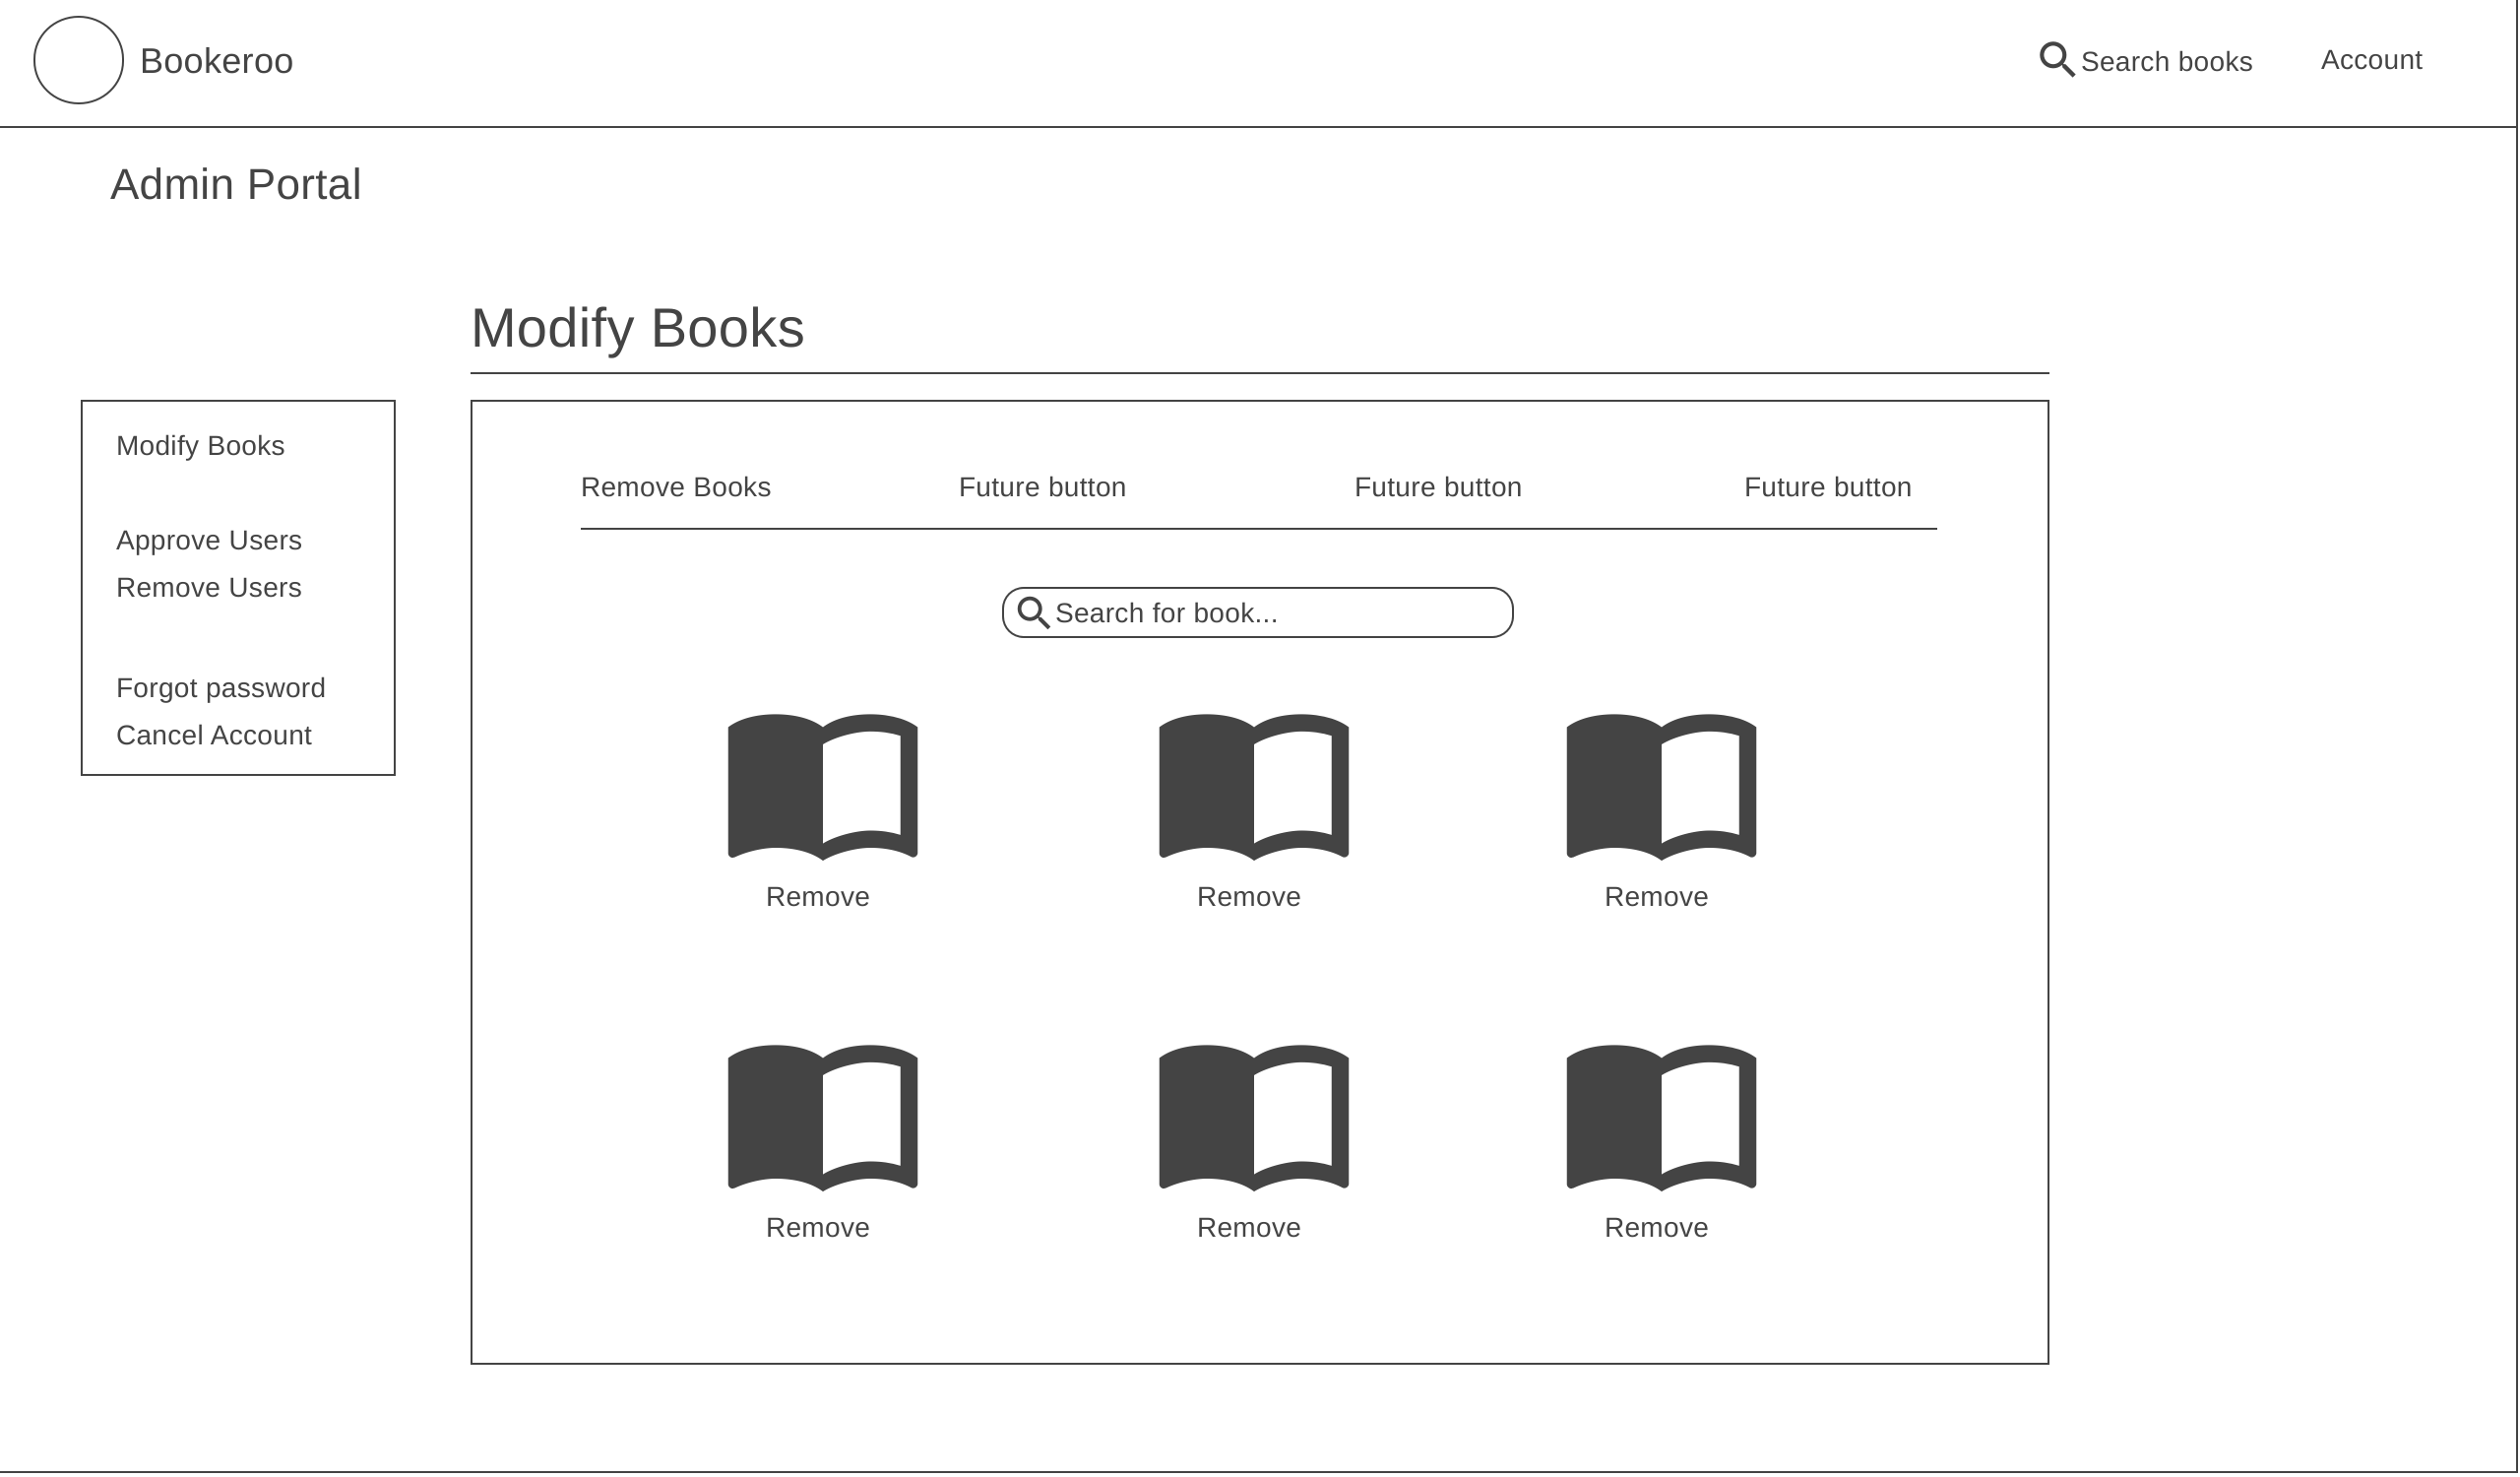 Bookeroo
Search books
Account
Admin Portal
Modify Books
Modify Books
Approve Users
Remove Users
Forgot password
Cancel Account
Remove Books
Future button
Future button
Future button
Search for book...
Remove
Remove
Remove
Remove
Remove
Remove